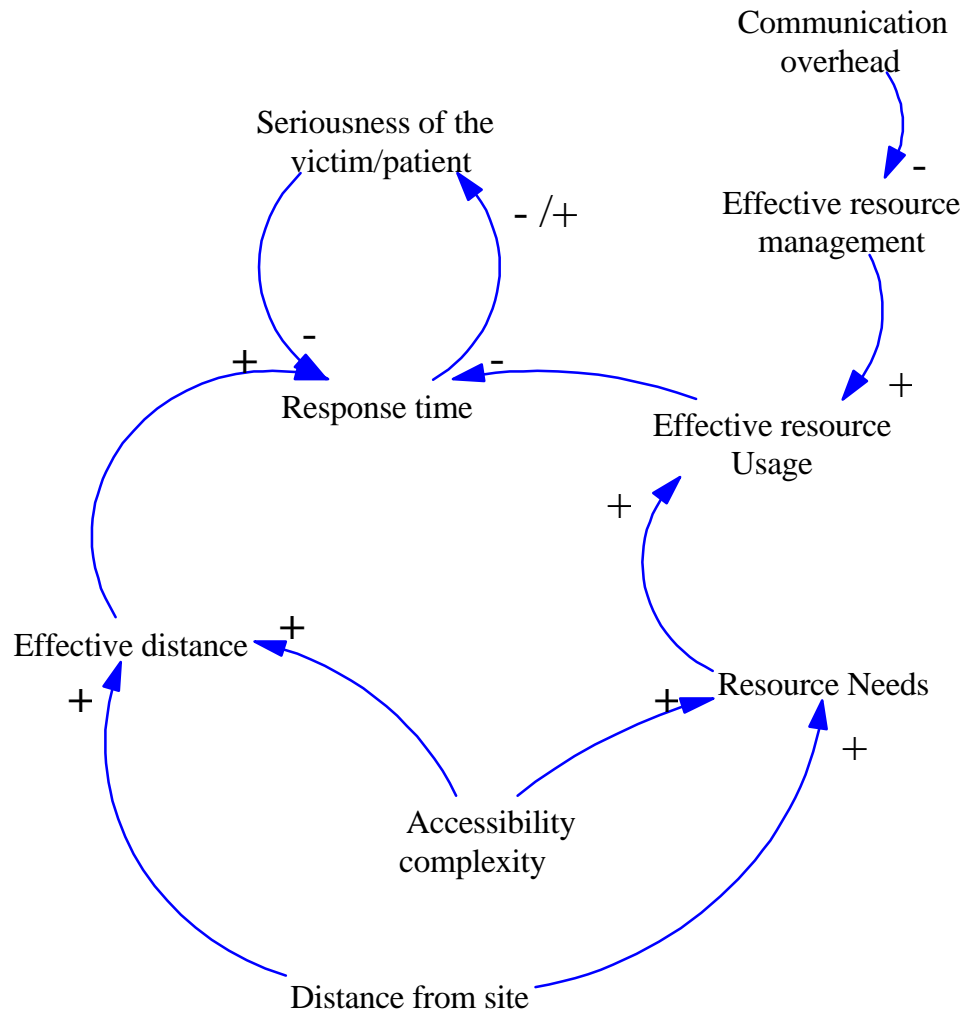 Communication
overhead
Seriousness of the
victim/patient
- /+
-
Effective resource
management
-
+
-
+
Response time
Effective resource
Usage
+
+
Effective distance
+
Resource Needs
+
+
Accessibility
complexity
Distance from site